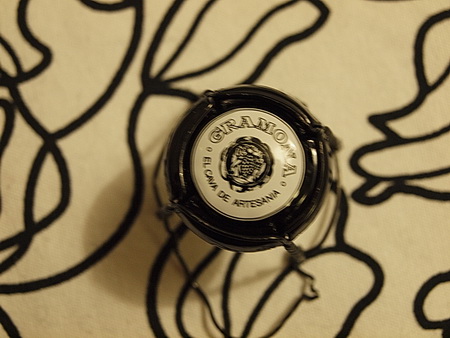 GRAMONA
EL CAVA DE ARTESANIA